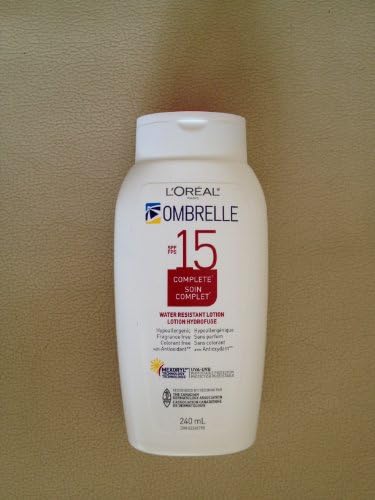 L'ORÉAL
PARIS
OMBRELLE
SPF FPS 15
COMPLETE
SOIN
COMPLET
WATER RESISTANT LOTION
LOTION HYDROFUGE
Hypoallergenic Hypoallergénique
Fragrance free Sans parfum
Colorant free Sans colorant
with Antioxidant avec Antioxydant
MEXORYL UVA-UVB
240 mL